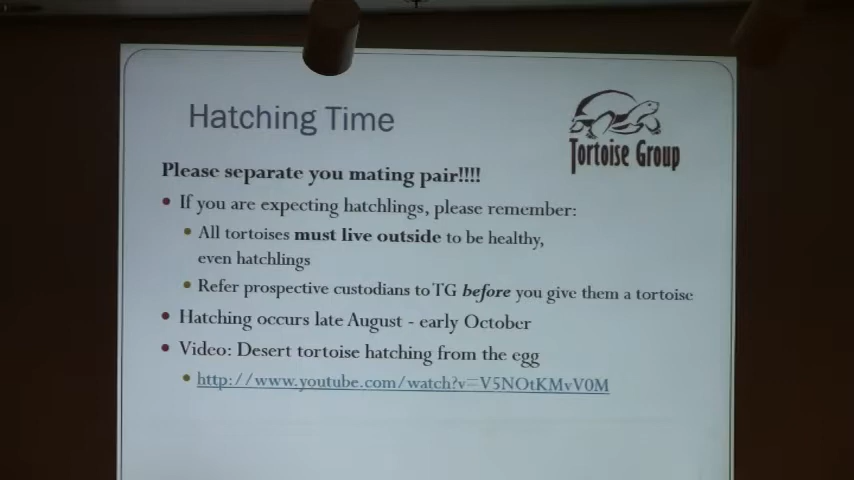 Hatching Time
Tortoise Group
Please separate you mating pair!!!!
If you are expecting hatchlings, please remember:
All tortoises must live outside to be healthy,
even hatchlings
Refer prospective custodians to TG before you give them a tortoise
Hatching occurs late August - early October
Video: Desert tortoise hatching from the egg
http://www.youtube.com/watch?v=V5NOtKMvV0M